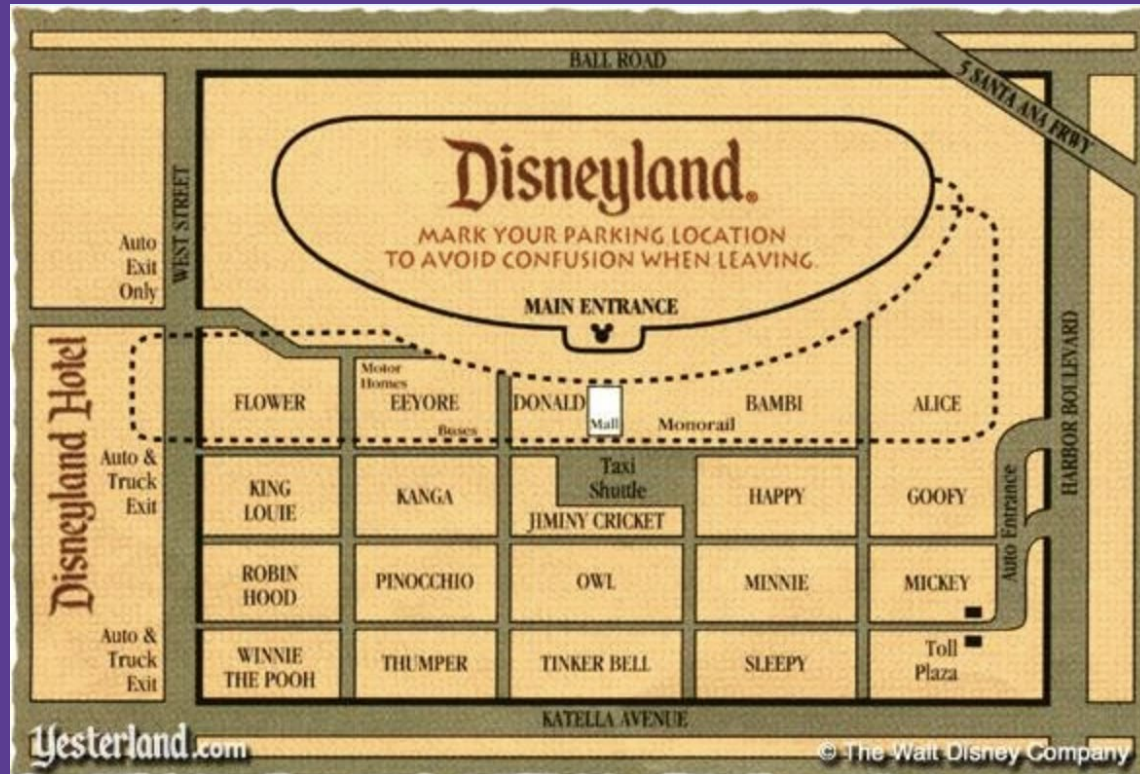 BALL ROAD
5 SANTA ANA FRWY
WEST STREET
Disneyland®
MARK YOUR PARKING LOCATION
TO AVOID CONFUSION WHEN LEAVING.
MAIN ENTRANCE
Auto
Exit
Only
Disneyland Hotel
HARBOR BOULEVARD
Motor
Homes
FLOWER
EEYORE
Buses
DONALD
Mall
Monorail
BAMBI
ALICE
Auto &
Truck
Exit
KING
LOUIE
KANGA
Taxi
Shuttle
JIMINY CRICKET
HAPPY
GOOFY
Auto Entrance
ROBIN
HOOD
PINOCCHIO
OWL
MINNIE
MICKEY
Auto &
Truck
Exit
WINNIE
THE POOH
THUMPER
TINKER BELL
SLEEPY
Toll
Plaza
KATELLA AVENUE
Yesterland.com
© The Walt Disney Company